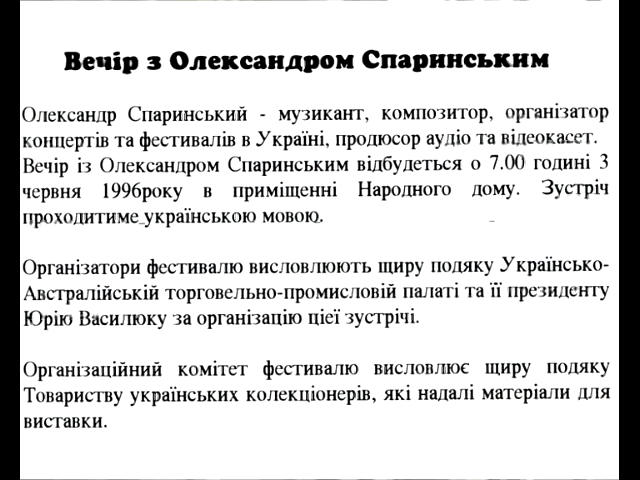 Вечір з Олександром Спаринським
Олександр Спаринський - музикант, композитор, організатор
концертів та фестивалів в Україні, продюсор аудіо та відеокасет.
Вечір із Олександром Спаринським відбудеться о 7.00 годині 3
червня 1996року в приміщенні Народного дому. Зустріч
проходитиме українською мовою.
Організатори фестивалю висловлюють щиру подяку Українсько-
Австралійській торговельно-промисловій палаті та її президенту
Юрію Василюку за організацію цієї зустрічі.
Організаційний комітет фестивалю висловлює щиру подяку
Товариству українських колекціонерів, які надалі матеріали для
виставки.